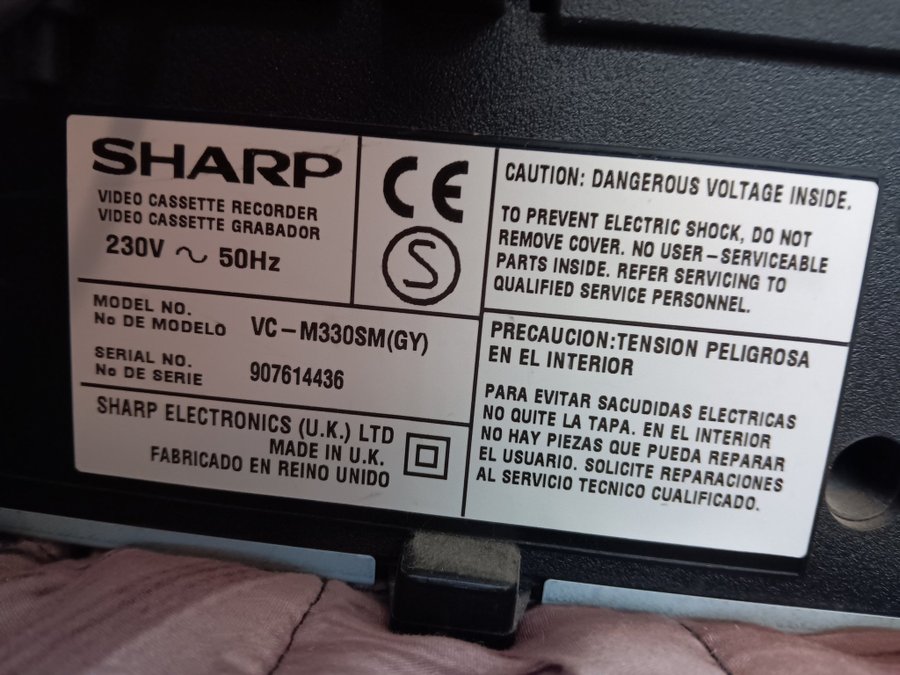 SHARP
VIDEO CASSETTE RECORDER
VIDEO CASSETTE GRABADOR
230V ~ 50Hz
CE
S
MODEL NO.
No DE MODELO VC-M330SM(GY)
SERIAL NO.
No DE SERIE 907614436
SHARP ELECTRONICS (U.K.) LTD
MADE IN U.K.
FABRICADO EN REINO UNIDO
CAUTION: DANGEROUS VOLTAGE INSIDE.
TO PREVENT ELECTRIC SHOCK, DO NOT
REMOVE COVER. NO USER-SERVICEABLE
PARTS INSIDE. REFER SERVICING TO
QUALIFIED SERVICE PERSONNEL.
PRECAUCION:TENSION PELIGROSA
EN EL INTERIOR
PARA EVITAR SACUDIDAS ELECTRICAS
NO QUITE LA TAPA. EN EL INTERIOR
NO HAY PIEZAS QUE PUEDA REPARAR
EL USUARIO. SOLICITE REPARACIONES
AL SERVICIO TECNICO CUALIFICADO.